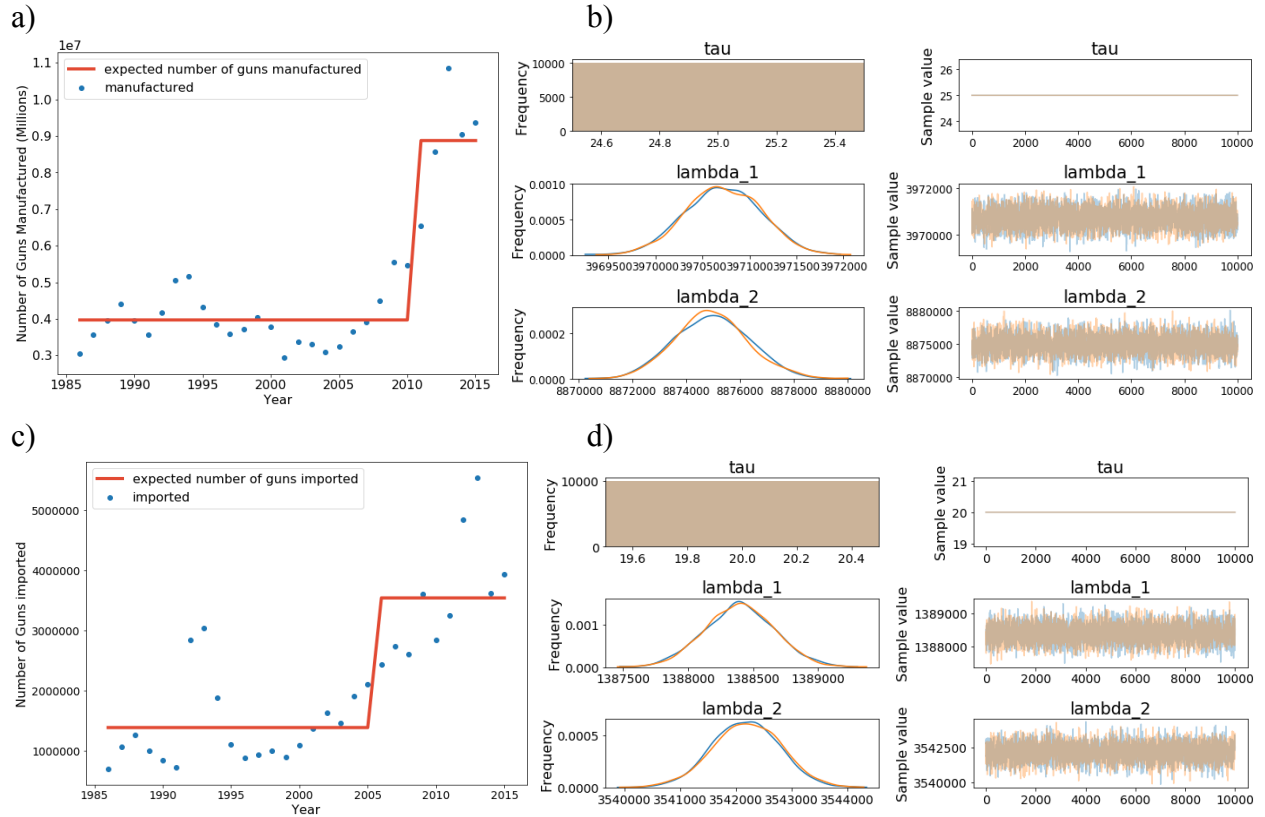 a)
1e7
1.1
1.0
0.9
0.8
0.7
0.6
0.5
0.4
0.3
Number of Guns Manufactured (Millions)
expected number of guns manufactured
manufactured
1985 1990 1995 2000 2005 2010 2015
Year
b)
tau
Frequency
10000
5000
0
24.6 24.8 25.0 25.2 25.4
tau
Sample value
26
25
24
0 2000 4000 6000 8000 10000
lambda_1
Frequency
0.0010
0.0005
0.0000
3969500 3970000 3970500 3971000 3971500 3972000
lambda_1
Sample value
3972000
3970000
0 2000 4000 6000 8000 10000
lambda_2
Frequency
0.0002
0.0000
8870000 8872000 8874000 8876000 8878000 8880000
lambda_2
Sample value
8880000
8875000
8870000
0 2000 4000 6000 8000 10000
c)
5000000
4000000
3000000
2000000
1000000
Number of Guns imported
expected number of guns imported
imported
1985 1990 1995 2000 2005 2010 2015
Year
d)
tau
Frequency
10000
5000
0
19.6 19.8 20.0 20.2 20.4
tau
Sample value
21
20
19
0 2000 4000 6000 8000 10000
lambda_1
Frequency
0.001
0.000
1387500 1388000 1388500 1389000
lambda_1
Sample value
1389000
1388000
0 2000 4000 6000 8000 10000
lambda_2
Frequency
0.0005
0.0000
3540000 3541000 3542000 3543000 3544000
lambda_2
Sample value
3542500
3540000
0 2000 4000 6000 8000 10000